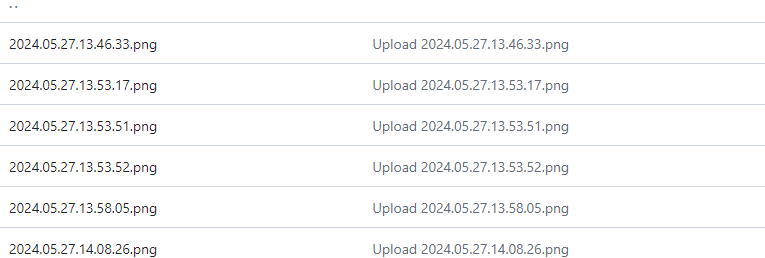 ..
2024.05.27.13.46.33.png Upload 2024.05.27.13.46.33.png
2024.05.27.13.53.17.png Upload 2024.05.27.13.53.17.png
2024.05.27.13.53.51.png Upload 2024.05.27.13.53.51.png
2024.05.27.13.53.52.png Upload 2024.05.27.13.53.52.png
2024.05.27.13.58.05.png Upload 2024.05.27.13.58.05.png
2024.05.27.14.08.26.png Upload 2024.05.27.14.08.26.png